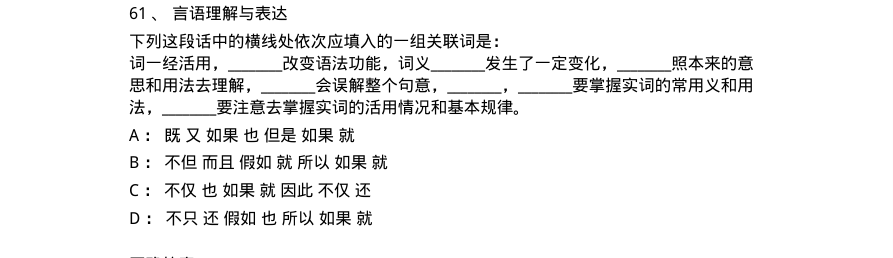 61 、 言语理解与表达
下列这段话中的横线处依次应填入的一组关联词是：
词一经活用，______改变语法功能，词义______发生了一定变化，______照本来的意
思和用法去理解，______会误解整个句意，______，______要掌握实词的常用义和用
法，______要注意去掌握实词的活用情况和基本规律。
A ： 既 又 如果 也 但是 如果 就
B ： 不但 而且 假如 就 所以 如果 就
C ： 不仅 也 如果 就 因此 不仅 还
D ： 不只 还 假如 也 所以 如果 就